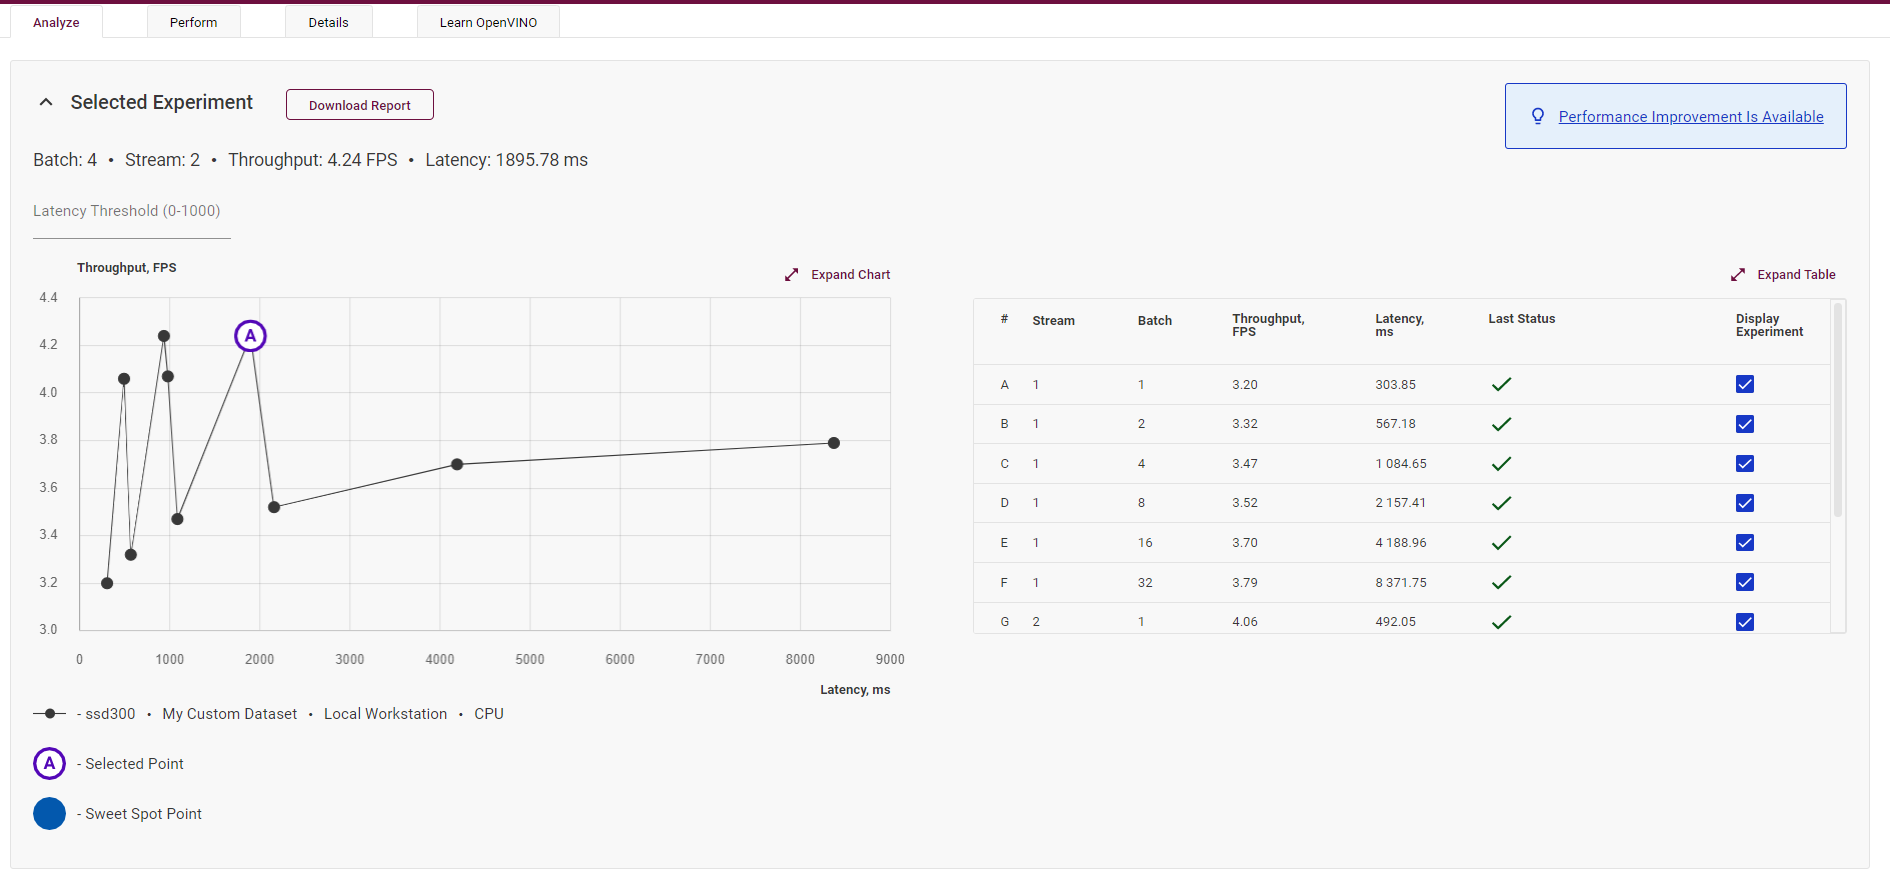 Analyze Perform Details Learn OpenVINO
Selected Experiment Download Report
Performance Improvement Is Available
Batch: 4 • Stream: 2 • Throughput: 4.24 FPS • Latency: 1895.78 ms
Latency Threshold (0-1000)
Throughput, FPS
Expand Chart
4.4
4.2
4.0
3.8
3.6
3.4
3.2
3.0
A
0 1000 2000 3000 4000 5000 6000 7000 8000 9000
Latency, ms
- ssd300 • My Custom Dataset • Local Workstation • CPU
A - Selected Point
- Sweet Spot Point
Expand Table
# Stream Batch Throughput, FPS Latency, ms Last Status Display Experiment
A 1 1 3.20 303.85
B 1 2 3.32 567.18
C 1 4 3.47 1 084.65
D 1 8 3.52 2 157.41
E 1 16 3.70 4 188.96
F 1 32 3.79 8 371.75
G 2 1 4.06 492.05